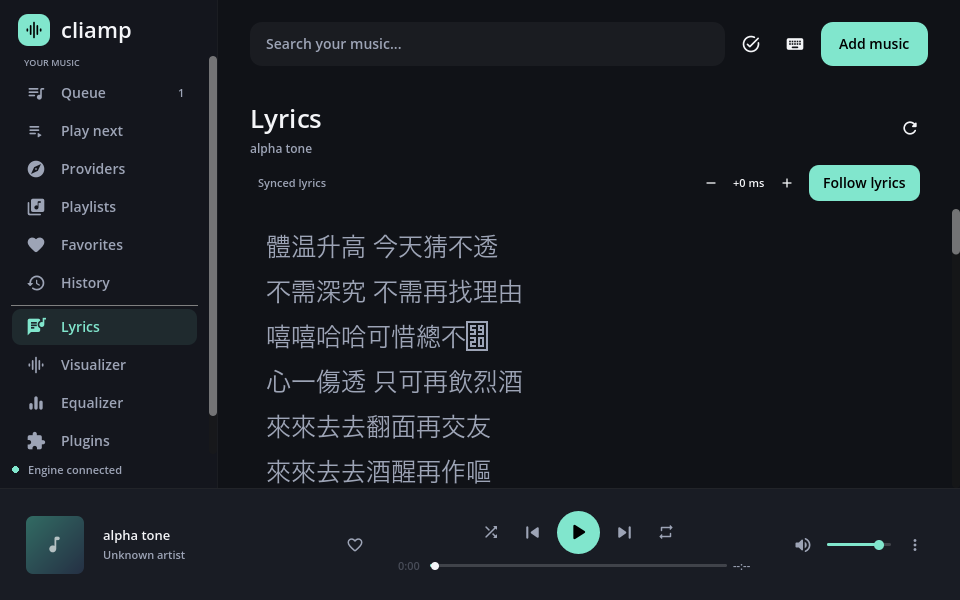 cliamp
YOUR MUSIC
Queue 1
Play next
Providers
Playlists
Favorites
History
Lyrics
Visualizer
Equalizer
Plugins
Engine connected
Search your music...
Add music
Lyrics
alpha tone
Synced lyrics
− +0 ms +
Follow lyrics
體温升高 今天猜不透
不需深究 不需再找理由
嘻嘻哈哈可惜總不
心一傷透 只可再飲烈酒
來來去去翻面再交友
來來去去酒醒再作嘔
alpha tone
Unknown artist
0:00
--:--